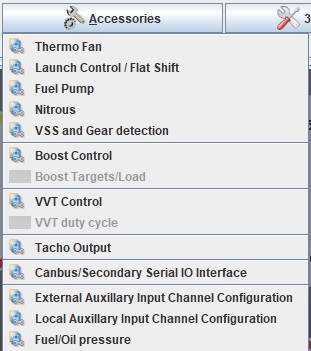 Accessories
3
Thermo Fan
Launch Control / Flat Shift
Fuel Pump
Nitrous
VSS and Gear detection
Boost Control
Boost Targets/Load
VVT Control
VVT duty cycle
Tacho Output
Canbus/Secondary Serial IO Interface
External Auxillary Input Channel Configuration
Local Auxillary Input Channel Configuration
Fuel/Oil pressure